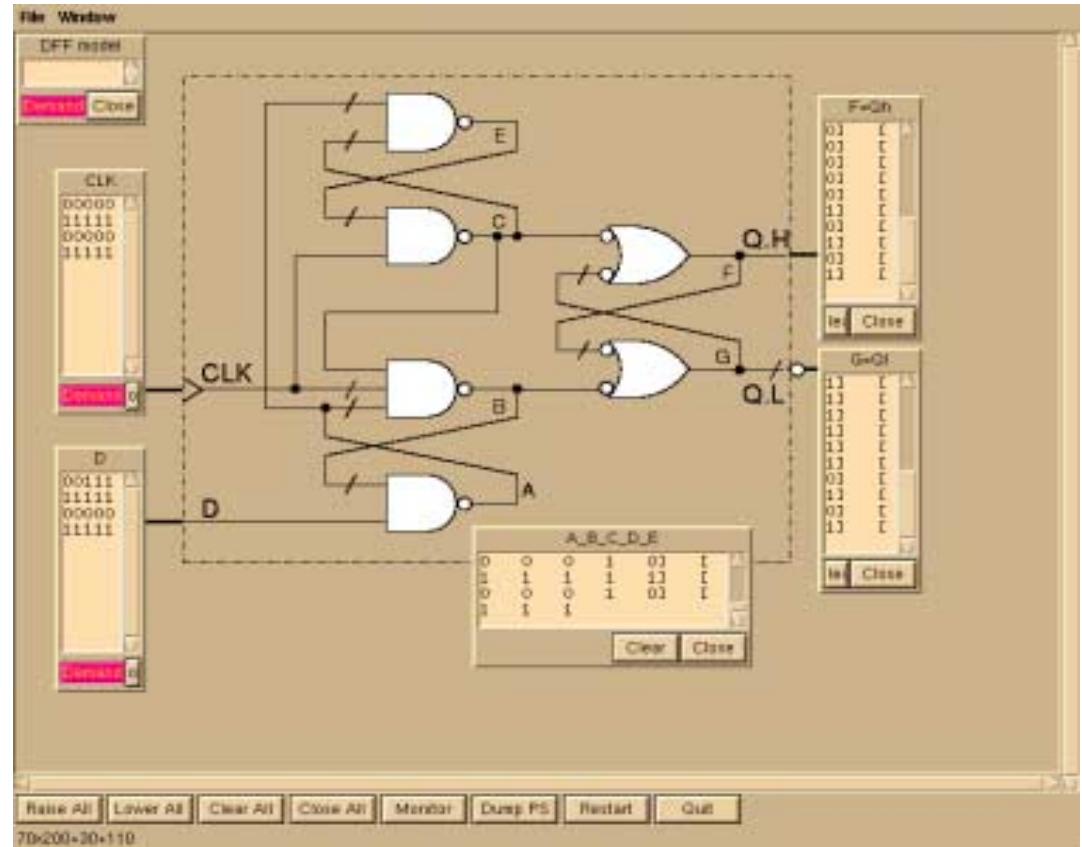 File Window
DFF model
Demand Close
CLK
00000
11111
00000
11111
Demand
D
00111
11111
00000
11111
Demand
E
C
CLK
B
D
A
Q.H
F
G
Q.L
F=Qh
0] [
0] [
0] [
0] [
0] [
1] [
0] [
1] [
0] [
1] [
Close
G=Ql
1] [
1] [
1] [
1] [
1] [
1] [
0] [
1] [
0] [
1] [
Close
A_B_C_D_E
0 0 0 1 0] [
1 1 1 1 1] [
0 0 0 1 0] [
1 1 1
Clear Close
Raise All Lower All Clear All Close All Monitor Dump PS Restart Quit
70x200+30+110